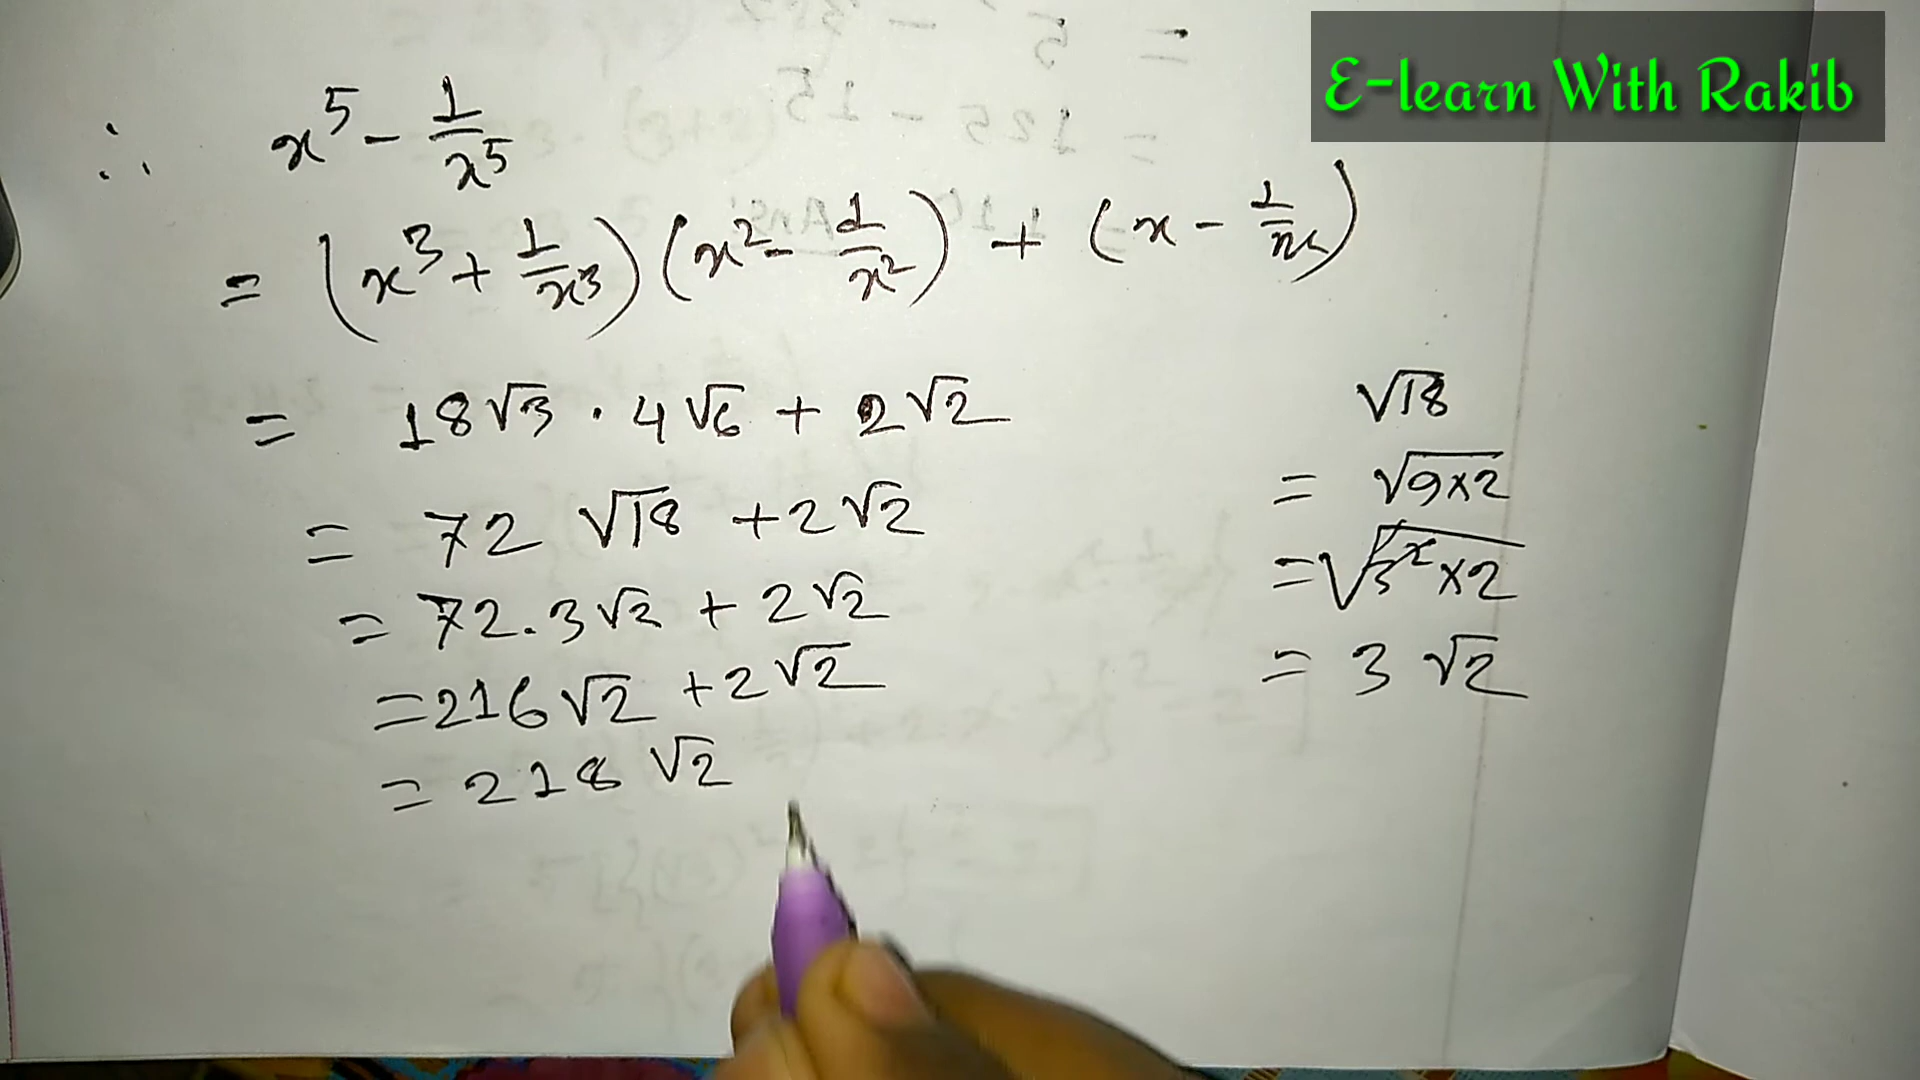 E-learn With Rakib
∴ x⁵ - 1/x⁵
= (x³ + 1/x³) (x² - 1/x²) + (x - 1/x)
= 18√3 . 4√6 + 2√2
= 72 √18 + 2√2
= 72.3√2 + 2√2
= 216√2 + 2√2
= 218 √2
√18
= √9×2
= √3²×2
= 3 √2